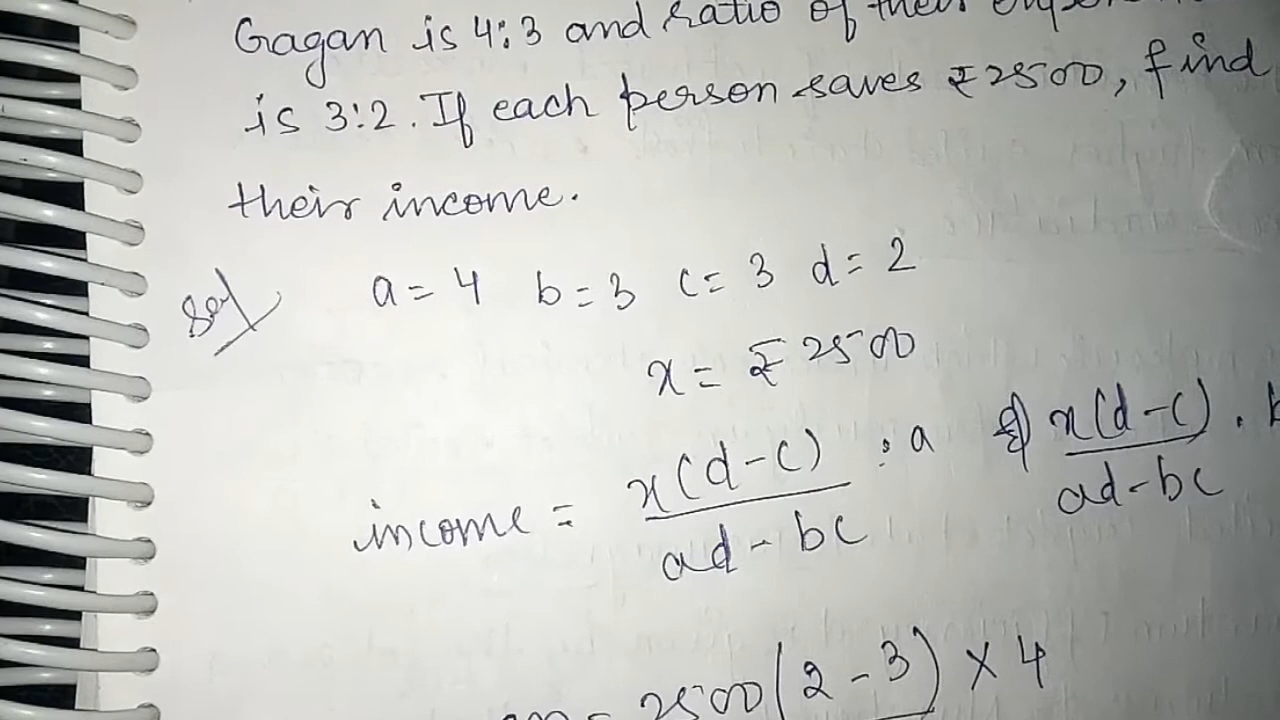 Gagan is 4:3 and ratio of their
is 3:2. If each person saves ₹2500, find
their income.
Sol a = 4 b = 3 c = 3 d = 2
x = ₹2500
income = x(d-c)/ad-bc . a & x(d-c)/ad-bc .
= 2500(2-3) × 4